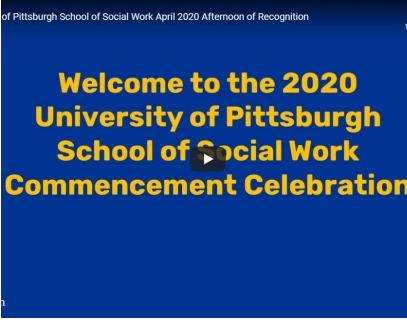 of Pittsburgh School of Social Work April 2020 Afternoon of Recognition
Welcome to the 2020
University of Pittsburgh
School of Social Work
Commencement Celebration